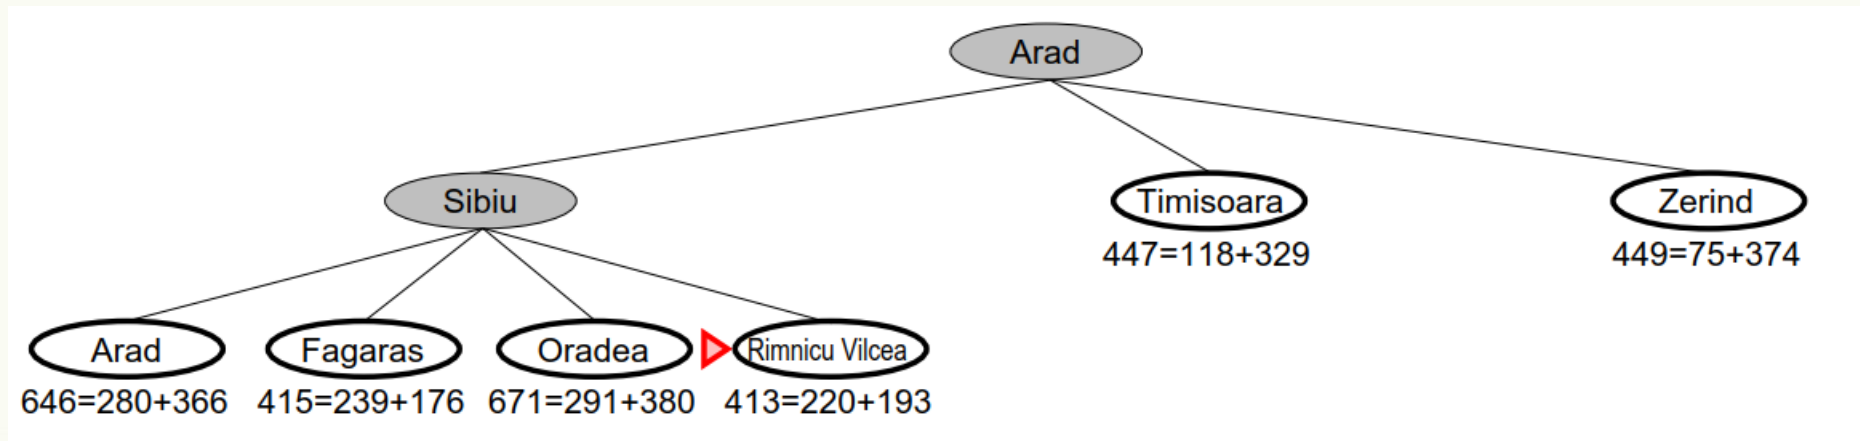 Arad
Sibiu
Timisoara
Zerind
447=118+329
449=75+374
Arad
Fagaras
Oradea
Rimnicu Vilcea
646=280+366
415=239+176
671=291+380
413=220+193